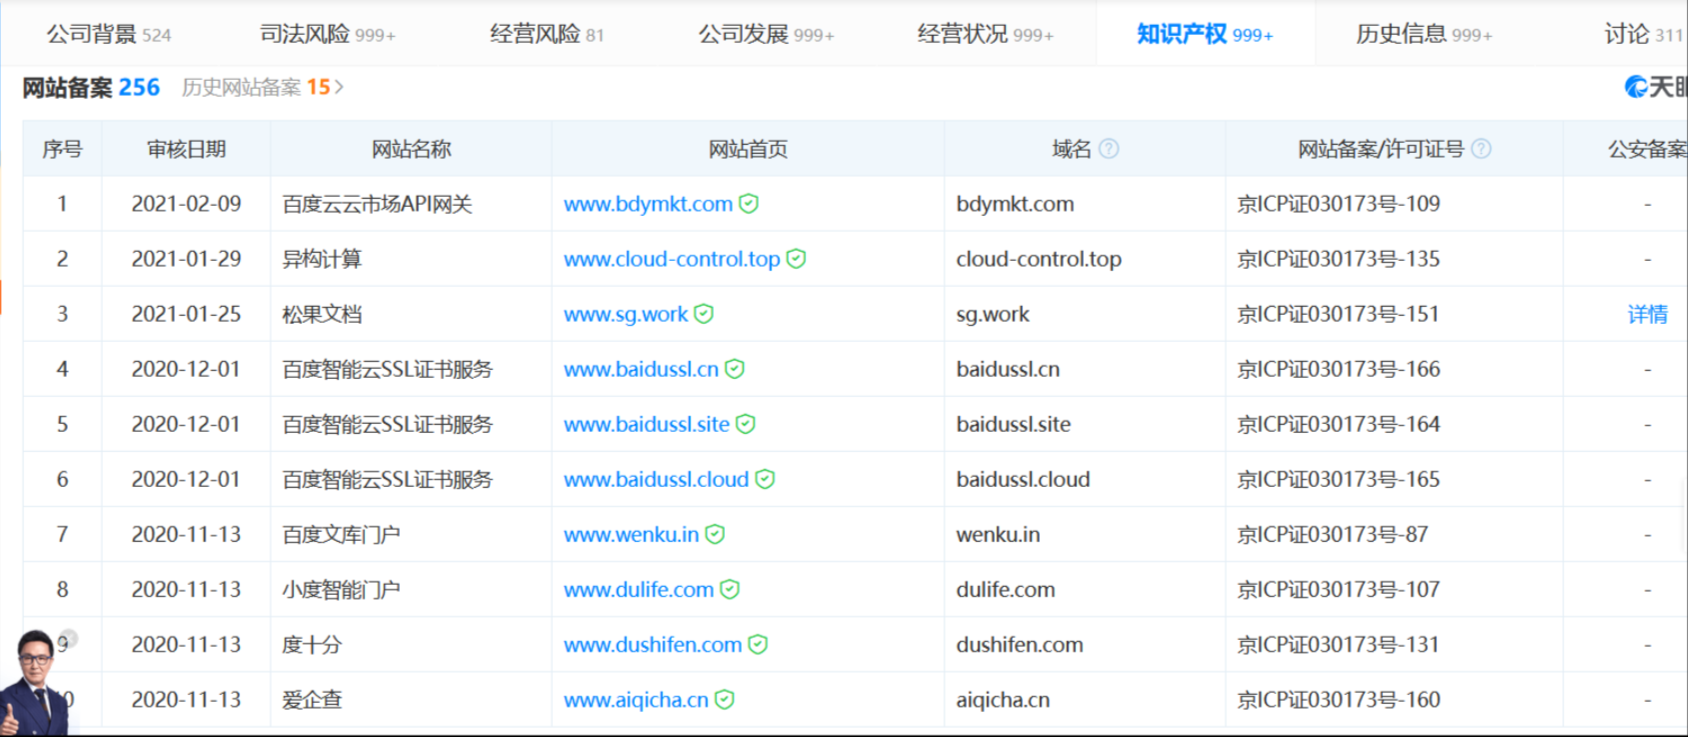 公司背景 524 司法风险 999+ 经营风险 81 公司发展 999+ 经营状况 999+ 知识产权 999+ 历史信息 999+ 讨论 311
网站备案 256 历史网站备案 15 > 天眼
序号 审核日期 网站名称 网站首页 域名 ? 网站备案/许可证号 ? 公安备案
1 2021-02-09 百度云云市场API网关 www.bdymkt.com bdymkt.com 京ICP证030173号-109 -
2 2021-01-29 异构计算 www.cloud-control.top cloud-control.top 京ICP证030173号-135 -
3 2021-01-25 松果文档 www.sg.work sg.work 京ICP证030173号-151 详情
4 2020-12-01 百度智能云SSL证书服务 www.baidussl.cn baidussl.cn 京ICP证030173号-166 -
5 2020-12-01 百度智能云SSL证书服务 www.baidussl.site baidussl.site 京ICP证030173号-164 -
6 2020-12-01 百度智能云SSL证书服务 www.baidussl.cloud baidussl.cloud 京ICP证030173号-165 -
7 2020-11-13 百度文库门户 www.wenku.in wenku.in 京ICP证030173号-87 -
8 2020-11-13 小度智能门户 www.dulife.com dulife.com 京ICP证030173号-107 -
9 2020-11-13 度十分 www.dushifen.com dushifen.com 京ICP证030173号-131 -
10 2020-11-13 爱企查 www.aiqicha.cn aiqicha.cn 京ICP证030173号-160 -